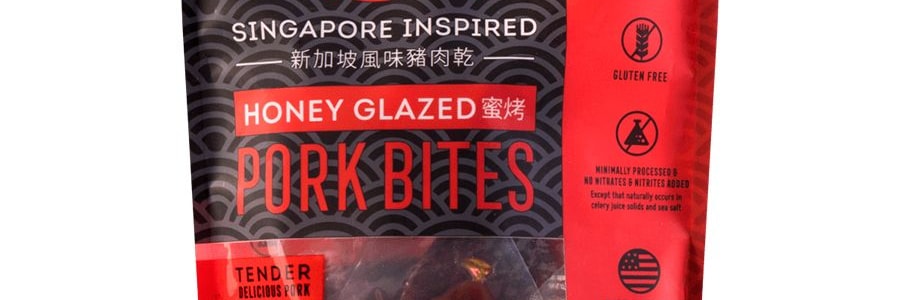 SINGAPORE INSPIRED
新加坡風味豬肉乾
HONEY GLAZED 蜜烤
PORK BITES
TENDER
DELICIOUS PORK
GLUTEN FREE
MINIMALLY PROCESSED &
NO NITRATES & NITRITES ADDED
Except that naturally occurs in
celery juice solids and sea salt